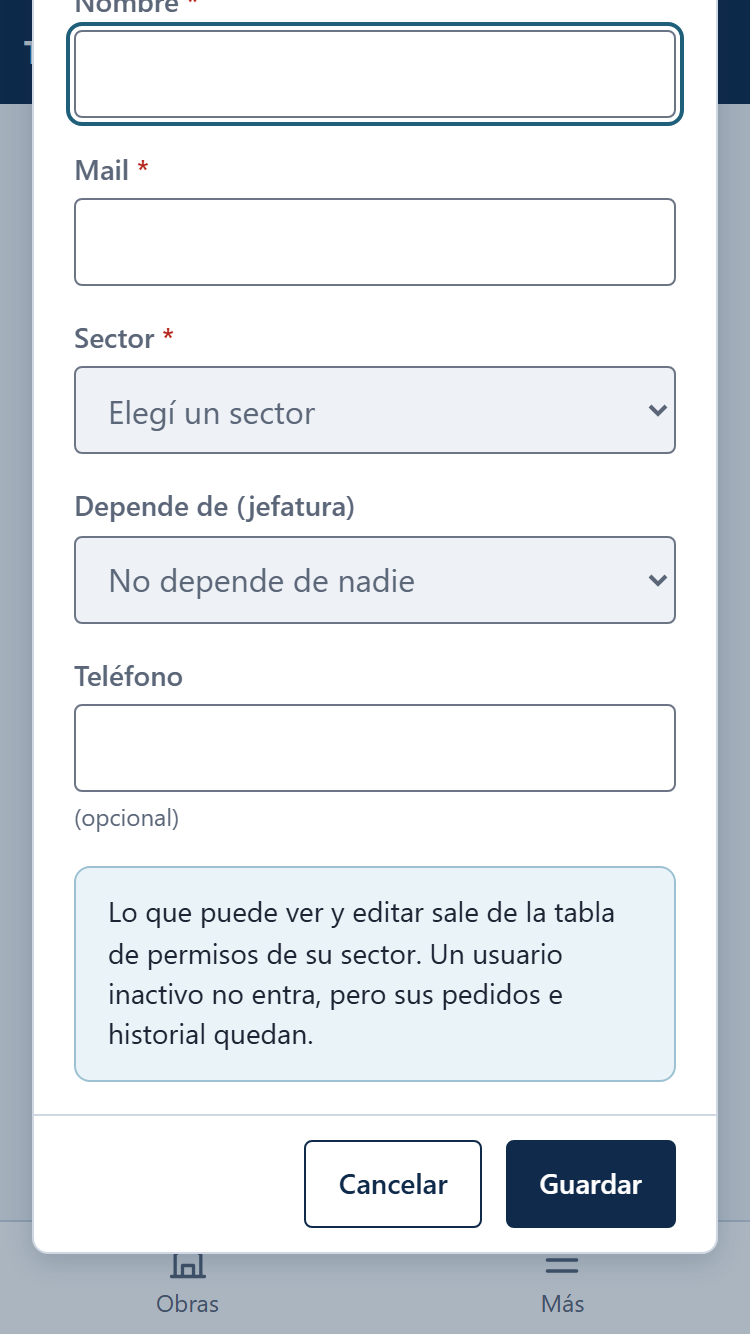 Nombre *
Mail *
Sector *
Elegí un sector
Depende de (jefatura)
No depende de nadie
Teléfono
(opcional)
Lo que puede ver y editar sale de la tabla
de permisos de su sector. Un usuario
inactivo no entra, pero sus pedidos e
historial quedan.
Cancelar
Guardar
Obras
Más